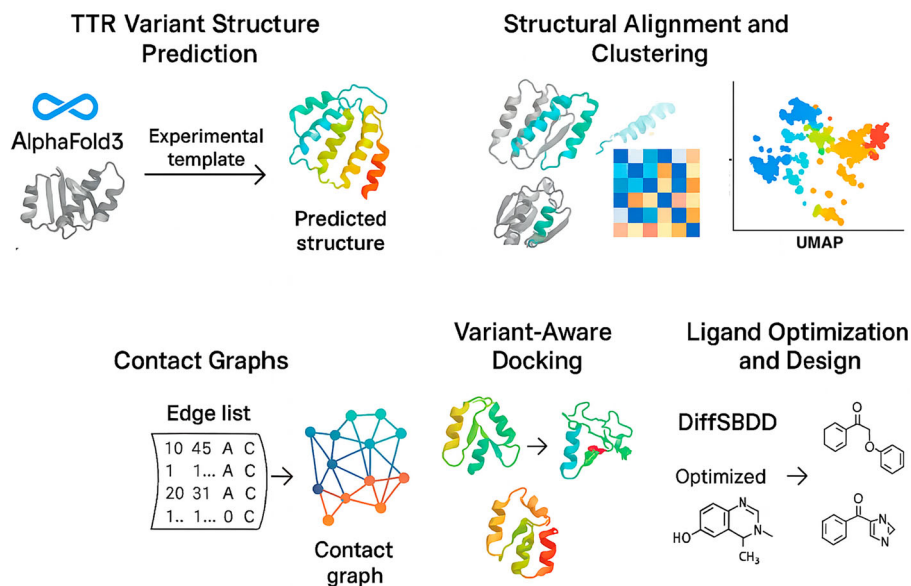 TTR Variant Structure
Prediction
AlphaFold3
Experimental
template
Predicted
structure
Structural Alignment and
Clustering
UMAP
Contact Graphs
Edge list
10 45 A C
1 1... A C
20 31 A C
1.. 1... 0 C
Contact
graph
Variant-Aware
Docking
Ligand Optimization
and Design
DiffSBDD
Optimized
HO
N
N
CH₃
O
O
O
N
N